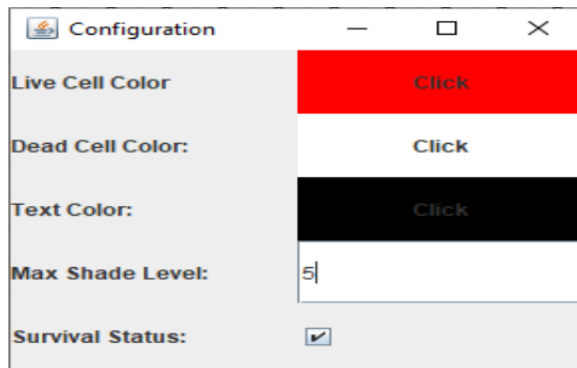 Configuration
Live Cell Color Click
Dead Cell Color: Click
Text Color: Click
Max Shade Level: 5
Survival Status: